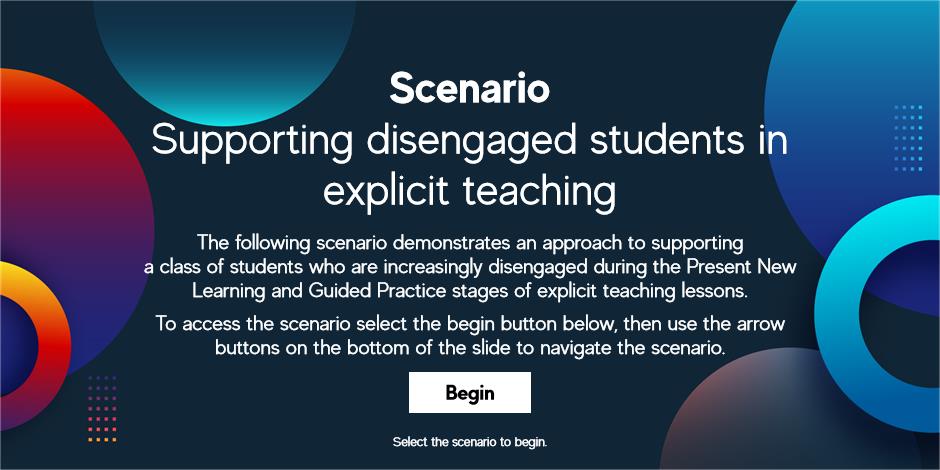 Scenario
Supporting disengaged students in
explicit teaching
The following scenario demonstrates an approach to supporting
a class of students who are increasingly disengaged during the Present New
Learning and Guided Practice stages of explicit teaching lessons.
To access the scenario select the begin button below, then use the arrow
buttons on the bottom of the slide to navigate the scenario.
Begin
Select the scenario to begin.